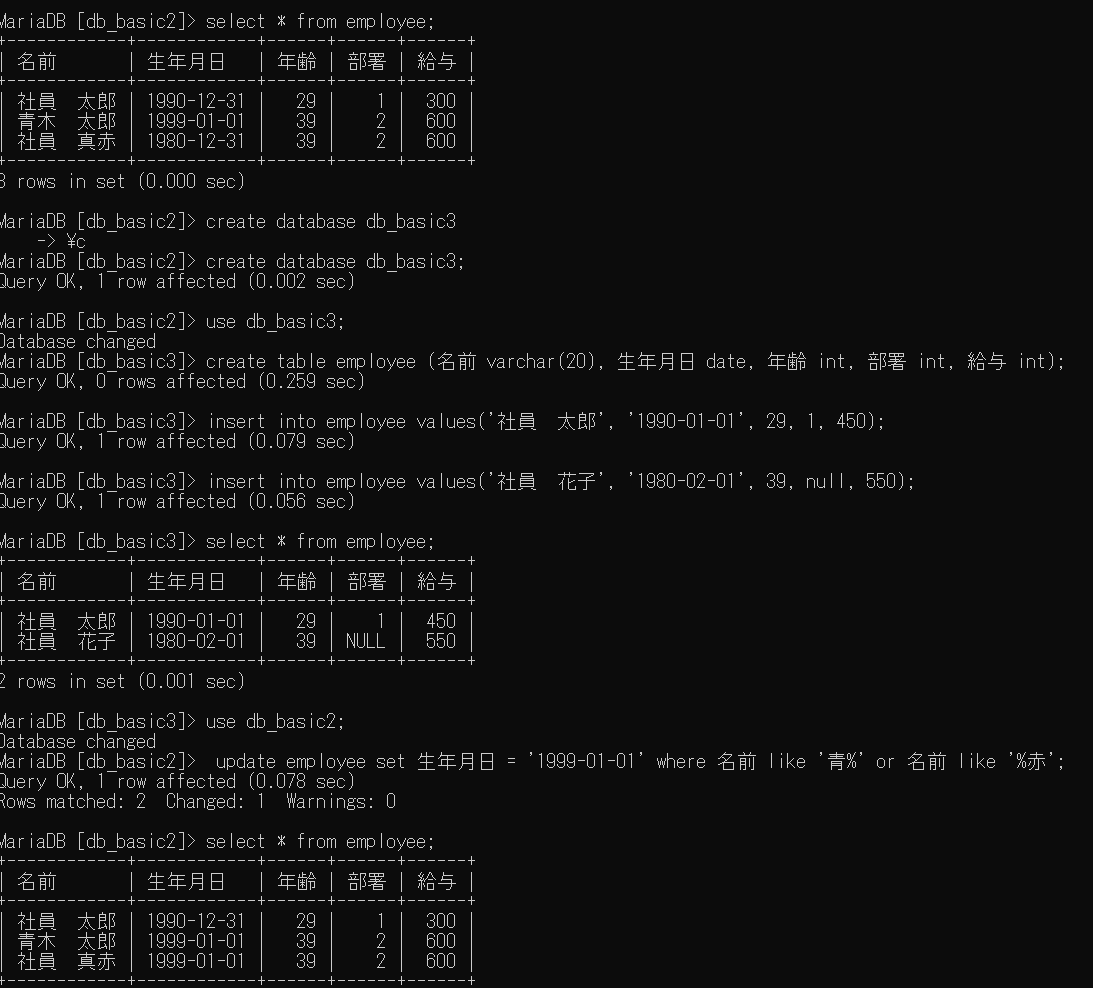 MariaDB [db_basic2]> select * from employee;
+------------+------------+------+------+------+
| 名前       | 生年月日   | 年齢 | 部署 | 給与 |
+------------+------------+------+------+------+
| 社員　太郎 | 1990-12-31 |   29 |    1 |  300 |
| 青木　太郎 | 1999-01-01 |   39 |    2 |  600 |
| 社員　真赤 | 1980-12-31 |   39 |    2 |  600 |
+------------+------------+------+------+------+
3 rows in set (0.000 sec)
MariaDB [db_basic2]> create database db_basic3
    -> ¥c
MariaDB [db_basic2]> create database db_basic3;
Query OK, 1 row affected (0.002 sec)
MariaDB [db_basic2]> use db_basic3;
Database changed
MariaDB [db_basic3]> create table employee (名前 varchar(20), 生年月日 date, 年齢 int, 部署 int, 給与 int);
Query OK, 0 rows affected (0.259 sec)
MariaDB [db_basic3]> insert into employee values('社員　太郎', '1990-01-01', 29, 1, 450);
Query OK, 1 row affected (0.079 sec)
MariaDB [db_basic3]> insert into employee values('社員　花子', '1980-02-01', 39, null, 550);
Query OK, 1 row affected (0.056 sec)
MariaDB [db_basic3]> select * from employee;
+------------+------------+------+------+------+
| 名前       | 生年月日   | 年齢 | 部署 | 給与 |
+------------+------------+------+------+------+
| 社員　太郎 | 1990-01-01 |   29 |    1 |  450 |
| 社員　花子 | 1980-02-01 |   39 | NULL |  550 |
+------------+------------+------+------+------+
2 rows in set (0.001 sec)
MariaDB [db_basic3]> use db_basic2;
Database changed
MariaDB [db_basic2]>  update employee set 生年月日 = '1999-01-01' where 名前 like '青%' or 名前 like '%赤';
Query OK, 1 row affected (0.078 sec)
Rows matched: 2  Changed: 1  Warnings: 0
MariaDB [db_basic2]> select * from employee;
+------------+------------+------+------+------+
| 名前       | 生年月日   | 年齢 | 部署 | 給与 |
+------------+------------+------+------+------+
| 社員　太郎 | 1990-12-31 |   29 |    1 |  300 |
| 青木　太郎 | 1999-01-01 |   39 |    2 |  600 |
| 社員　真赤 | 1999-01-01 |   39 |    2 |  600 |
+------------+------------+------+------+------+